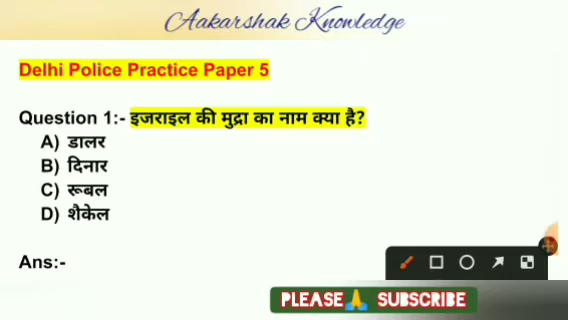 Aakarshak Knowledge
Delhi Police Practice Paper 5
Question 1:- इजराइल की मुद्रा का नाम क्या है?
A) डालर
B) दिनार
C) रूबल
D) शैकेल
Ans:-
PLEASE🙏 SUBSCRIBE